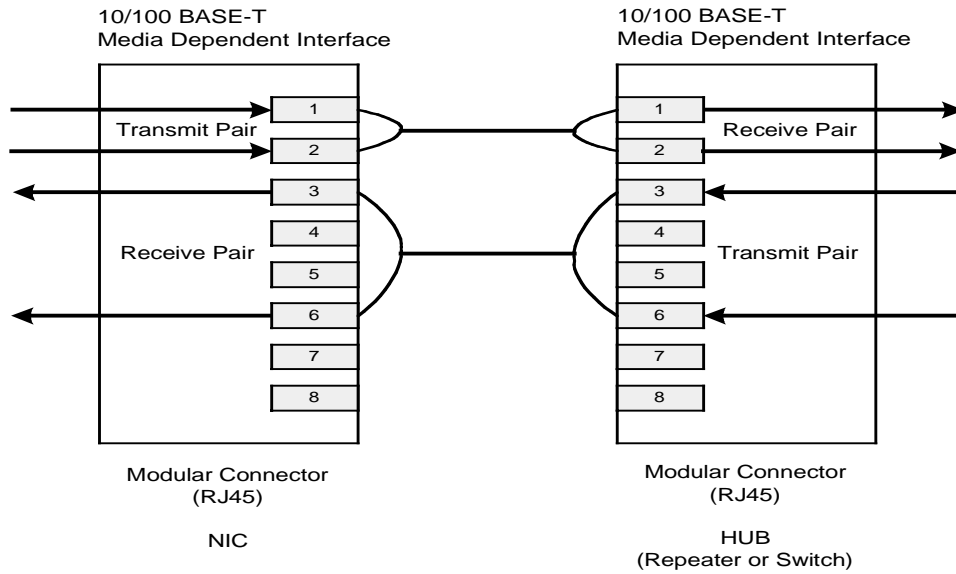 10/100 BASE-T
Media Dependent Interface
10/100 BASE-T
Media Dependent Interface
1
Transmit Pair
2
3
4
Receive Pair
5
6
7
8
1
Receive Pair
2
3
4
Transmit Pair
5
6
7
8
Modular Connector
(RJ45)
NIC
Modular Connector
(RJ45)
HUB
(Repeater or Switch)